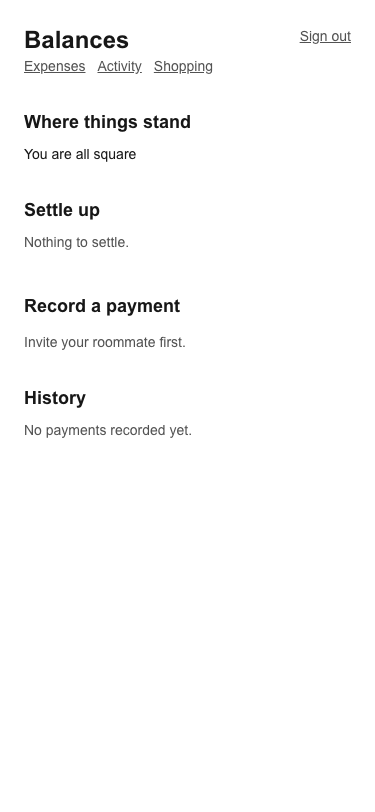 Balances
Sign out
Expenses Activity Shopping
Where things stand
You are all square
Settle up
Nothing to settle.
Record a payment
Invite your roommate first.
History
No payments recorded yet.